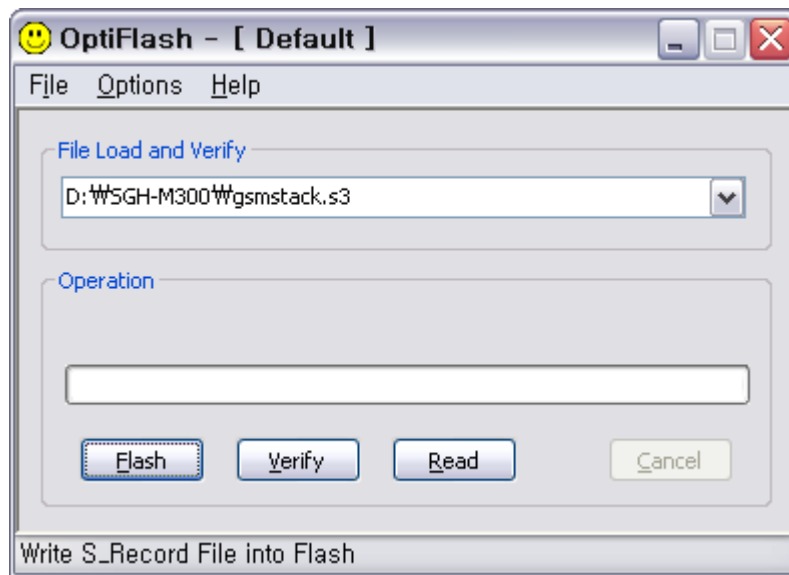 OptiFlash - [ Default ]
File Options Help
File Load and Verify
D:₩SGH-M300₩gsmstack.s3
Operation
Flash Verify Read Cancel
Write S_Record File into Flash